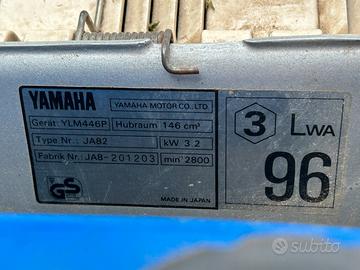 YAMAHA
YAMAHA MOTOR CO., LTD.
Gerät: YLM446P
Hubraum 146 cm³
Type Nr.: JA82
kW 3.2
Fabrik Nr.: JA8-201203
min⁻¹ 2800
GS
MADE IN JAPAN
3 LWA
96
subito